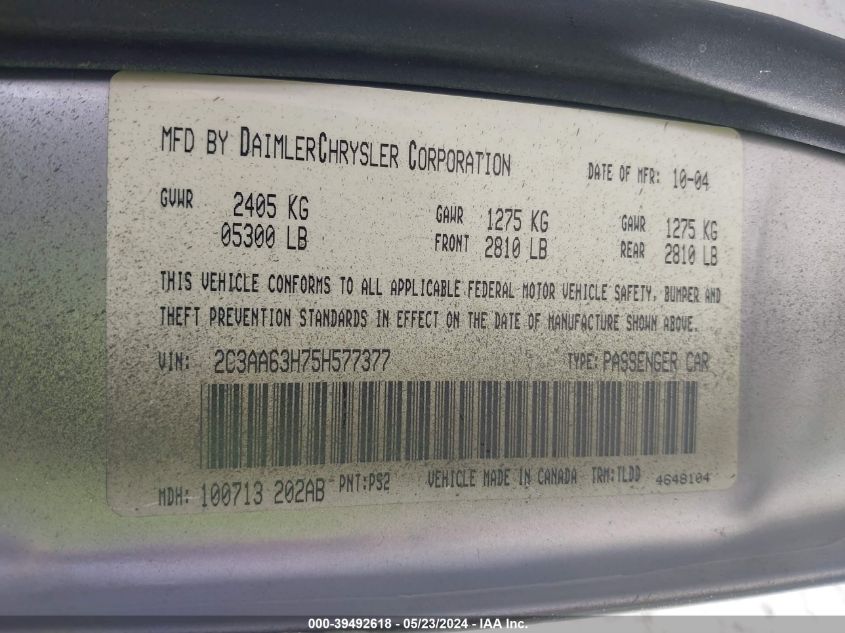 MFD BY DAIMLERCHRYSLER CORPORATION DATE OF MFR: 10-04
GVWR 2405 KG GAWR 1275 KG GAWR 1275 KG
05300 LB FRONT 2810 LB REAR 2810 LB
THIS VEHICLE CONFORMS TO ALL APPLICABLE FEDERAL MOTOR VEHICLE SAFETY, BUMPER AND
THEFT PREVENTION STANDARDS IN EFFECT ON THE DATE OF MANUFACTURE SHOWN ABOVE.
VIN: 2C3AA63H75H577377 TYPE: PASSENGER CAR
MDH: 100713 202AB PNT:PS2 VEHICLE MADE IN CANADA TRM:TLDD 4648104
000-39492618 - 05/23/2024 - IAA Inc.